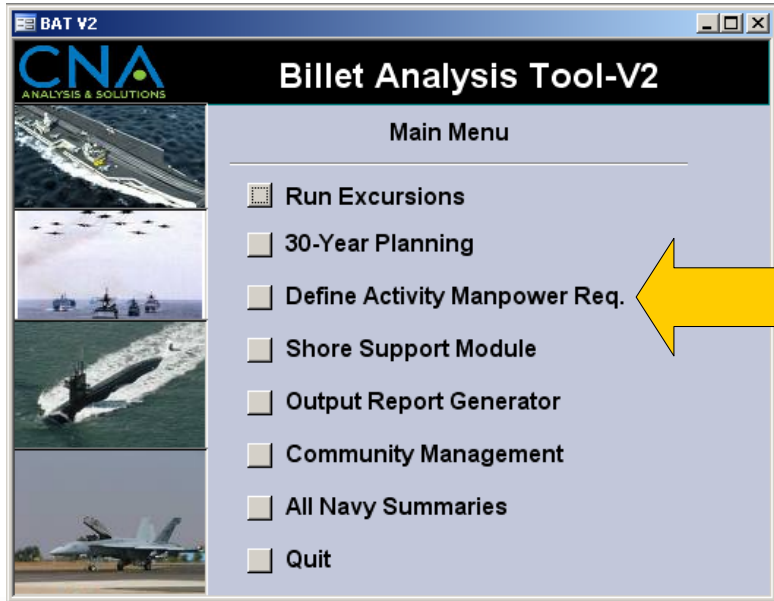 BAT V2
CNA
ANALYSIS & SOLUTIONS
Billet Analysis Tool-V2
Main Menu
Run Excursions
30-Year Planning
Define Activity Manpower Req.
Shore Support Module
Output Report Generator
Community Management
All Navy Summaries
Quit